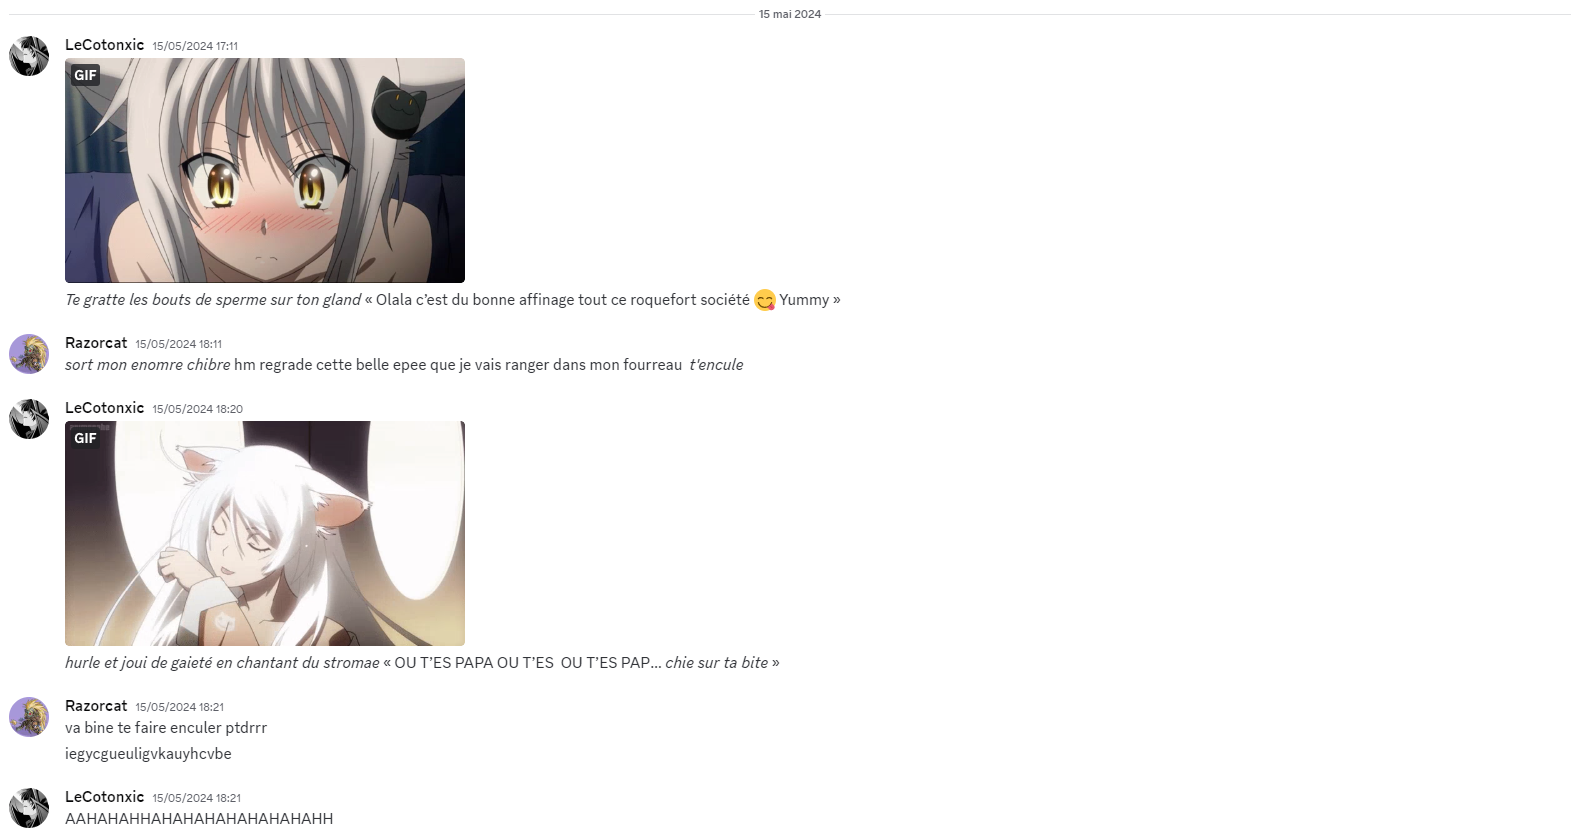 15 mai 2024
LeCotonxic 15/05/2024 17:11
GIF
Te gratte les bouts de sperme sur ton gland « Olala c’est du bonne affinage tout ce roquefort société 😋 Yummy »
Razorcat 15/05/2024 18:11
sort mon enomre chibre hm regrade cette belle epee que je vais ranger dans mon fourreau t'encule
LeCotonxic 15/05/2024 18:20
GIF
hurle et joui de gaieté en chantant du stromae « OU T’ES PAPA OU T’ES OU T’ES PAP... chie sur ta bite »
Razorcat 15/05/2024 18:21
va bine te faire enculer ptdrrr
iegycgueuligvkauyhcvbe
LeCotonxic 15/05/2024 18:21
AAHAHAHHAHAHAHAHAHAHAHAHH